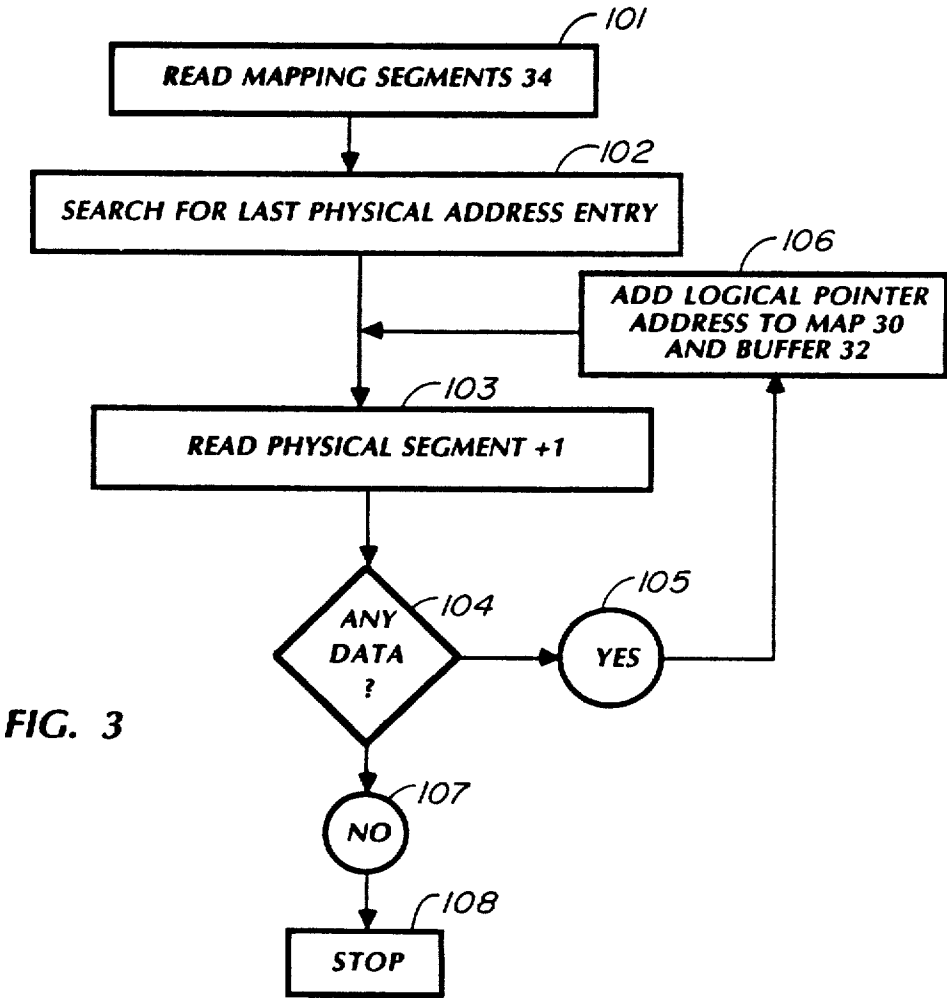 101
READ MAPPING SEGMENTS 34
102
SEARCH FOR LAST PHYSICAL ADDRESS ENTRY
106
ADD LOGICAL POINTER
ADDRESS TO MAP 30
AND BUFFER 32
103
READ PHYSICAL SEGMENT +1
104
ANY
DATA
?
105
YES
FIG. 3
107
NO
108
STOP